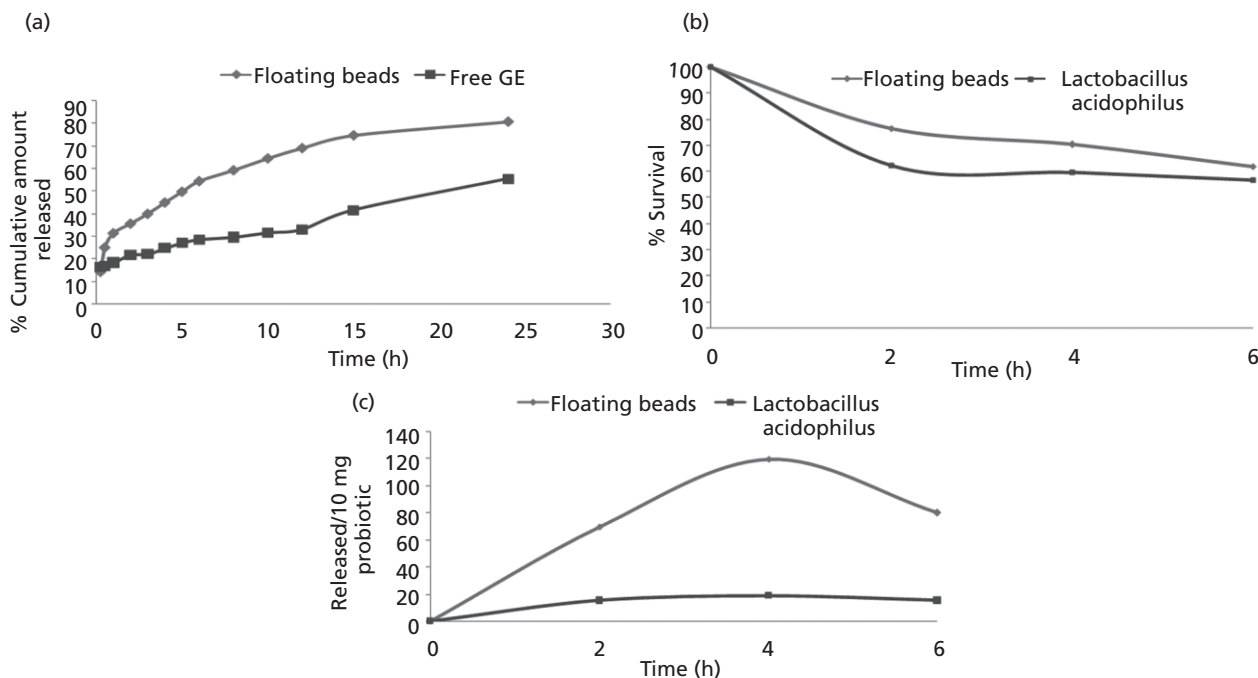 (a)
Floating beads Free GE
% Cumulative amount
released
90
80
70
60
50
40
30
20
10
0
0 5 10 15 20 25 30
Time (h)
(b)
Floating beads Lactobacillus
acidophilus
% Survival
100
90
80
70
60
50
40
30
20
10
0
0 2 4 6
Time (h)
(c)
Floating beads Lactobacillus
acidophilus
Released/10 mg
probiotic
140
120
100
80
60
40
20
0
0 2 4 6
Time (h)